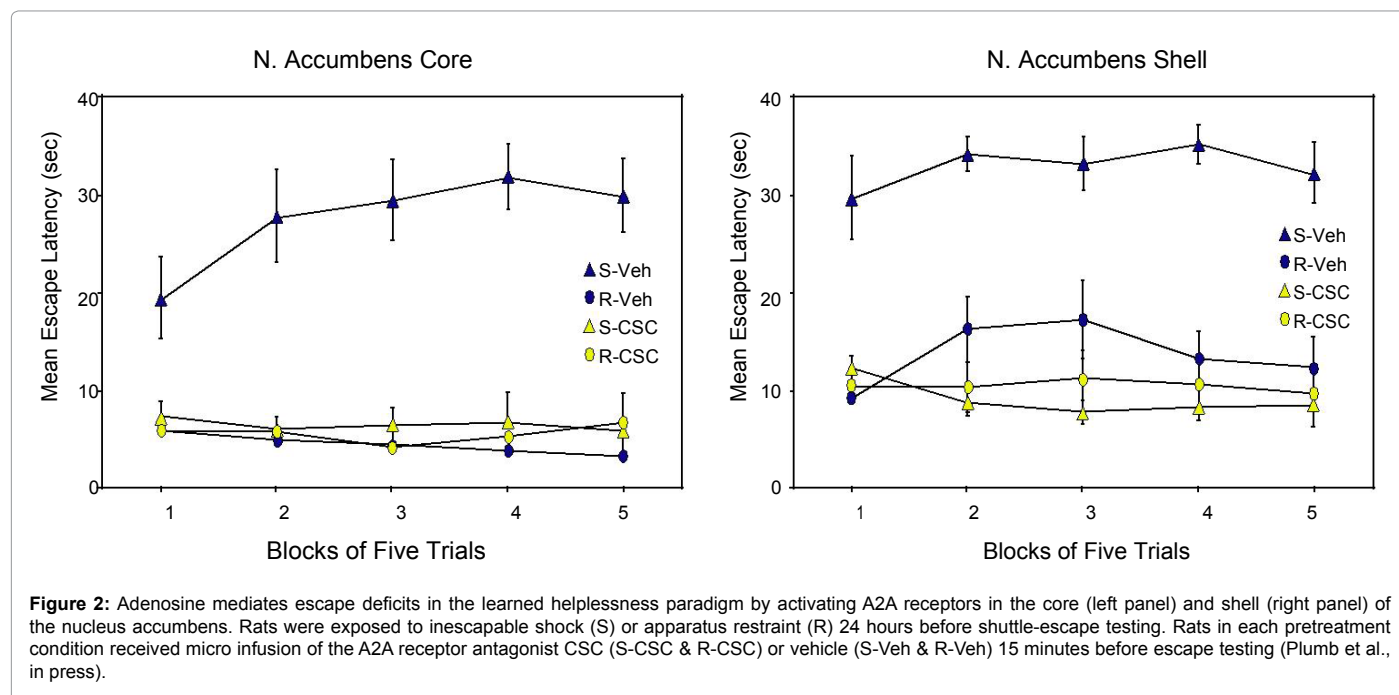 N. Accumbens Core
Mean Escape Latency (sec)
40
30
20
10
0
S-Veh
R-Veh
S-CSC
R-CSC
1 2 3 4 5
Blocks of Five Trials
N. Accumbens Shell
Mean Escape Latency (sec)
40
30
20
10
0
S-Veh
R-Veh
S-CSC
R-CSC
1 2 3 4 5
Blocks of Five Trials
Figure 2: Adenosine mediates escape deficits in the learned helplessness paradigm by activating A2A receptors in the core (left panel) and shell (right panel) of
the nucleus accumbens. Rats were exposed to inescapable shock (S) or apparatus restraint (R) 24 hours before shuttle-escape testing. Rats in each pretreatment
condition received micro infusion of the A2A receptor antagonist CSC (S-CSC & R-CSC) or vehicle (S-Veh & R-Veh) 15 minutes before escape testing (Plumb et al.,
in press).